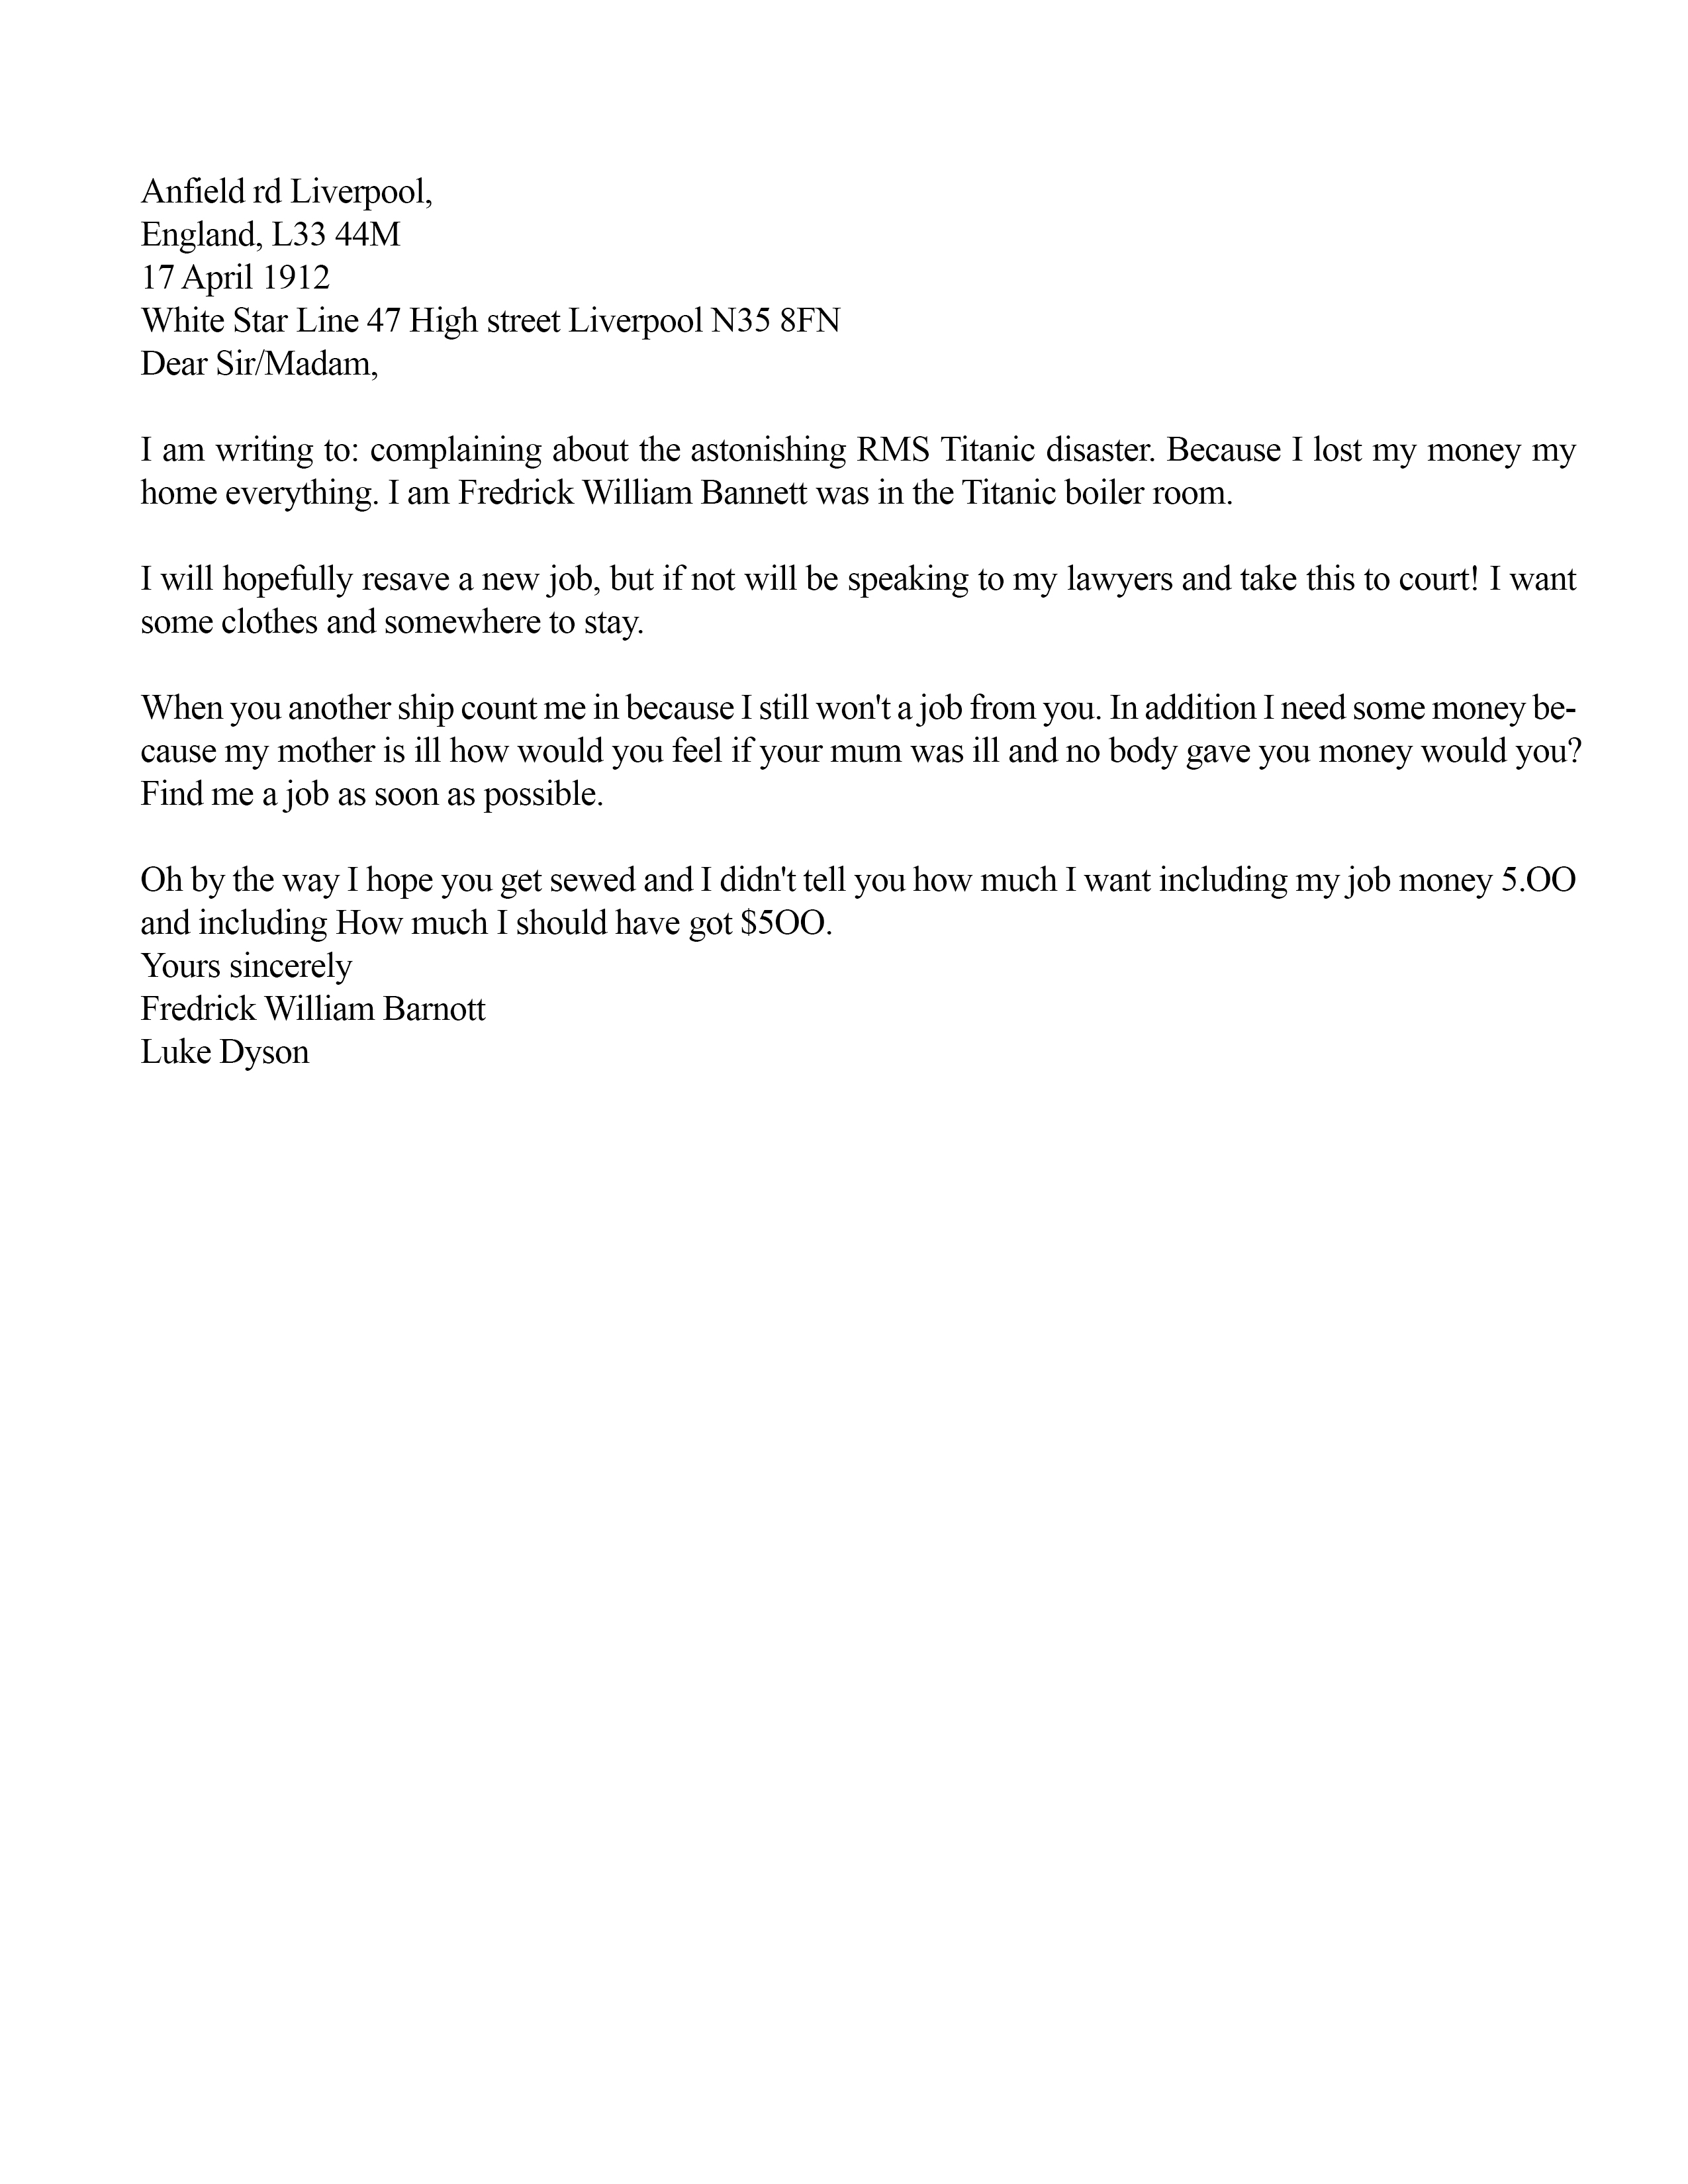 Anfield rd Liverpool,
England, L33 44M
17 April 1912
White Star Line 47 High street Liverpool N35 8FN
Dear Sir/Madam,
I am writing to: complaining about the astonishing RMS Titanic disaster. Because I lost my money my
home everything. I am Fredrick William Bannett was in the Titanic boiler room.
I will hopefully resave a new job, but if not will be speaking to my lawyers and take this to court! I want
some clothes and somewhere to stay.
When you another ship count me in because I still won't a job from you. In addition I need some money be-
cause my mother is ill how would you feel if your mum was ill and no body gave you money would you?
Find me a job as soon as possible.
Oh by the way I hope you get sewed and I didn't tell you how much I want including my job money 5.OO
and including How much I should have got $5OO.
Yours sincerely
Fredrick William Barnott
Luke Dyson